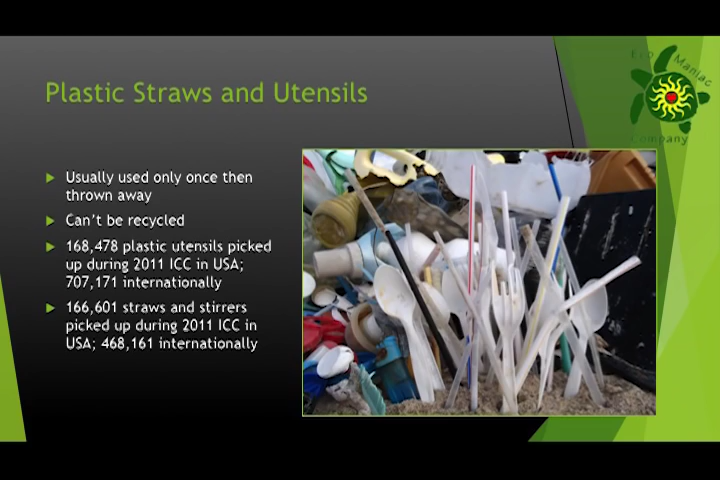 Eco Maniac
Company
Plastic Straws and Utensils
Usually used only once then
thrown away
Can't be recycled
168,478 plastic utensils picked
up during 2011 ICC in USA;
707,171 internationally
166,601 straws and stirrers
picked up during 2011 ICC in
USA; 468,161 internationally